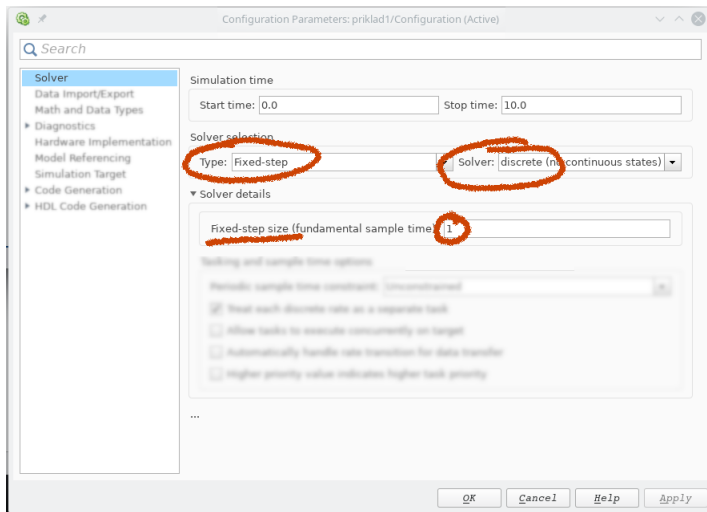 Configuration Parameters: priklad1/Configuration (Active)
Search
Solver
Data Import/Export
Math and Data Types
Diagnostics
Hardware Implementation
Model Referencing
Simulation Target
Code Generation
HDL Code Generation
Simulation time
Start time: 0.0 Stop time: 10.0
Solver selection
Type: Fixed-step Solver: discrete (no continuous states)
Solver details
Fixed-step size (fundamental sample time) 1
Tasking and sample time options
Periodic sample time constraint: Unconstrained
Treat each discrete rate as a separate task
Allow tasks to execute concurrently on target
Automatically handle rate transition for data transfer
Higher priority value indicates higher task priority
...
OK Cancel Help Apply